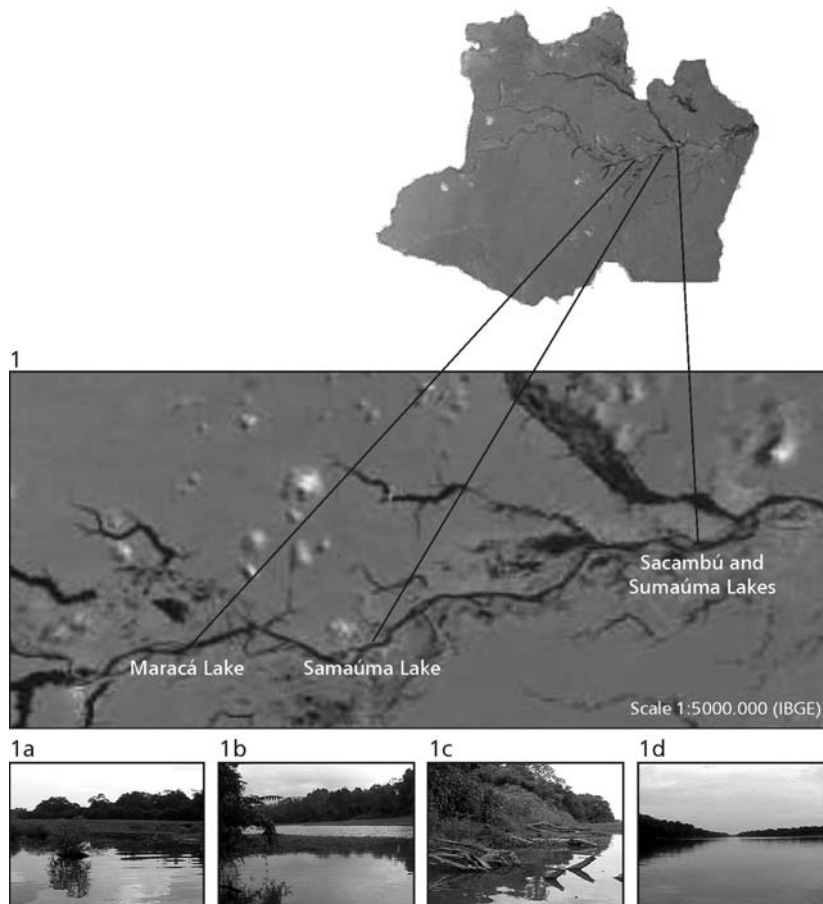 1
Sacambú and
Sumaúma Lakes
Maracá Lake
Samaúma Lake
Scale 1:5000.000 (IBGE)
1a
1b
1c
1d